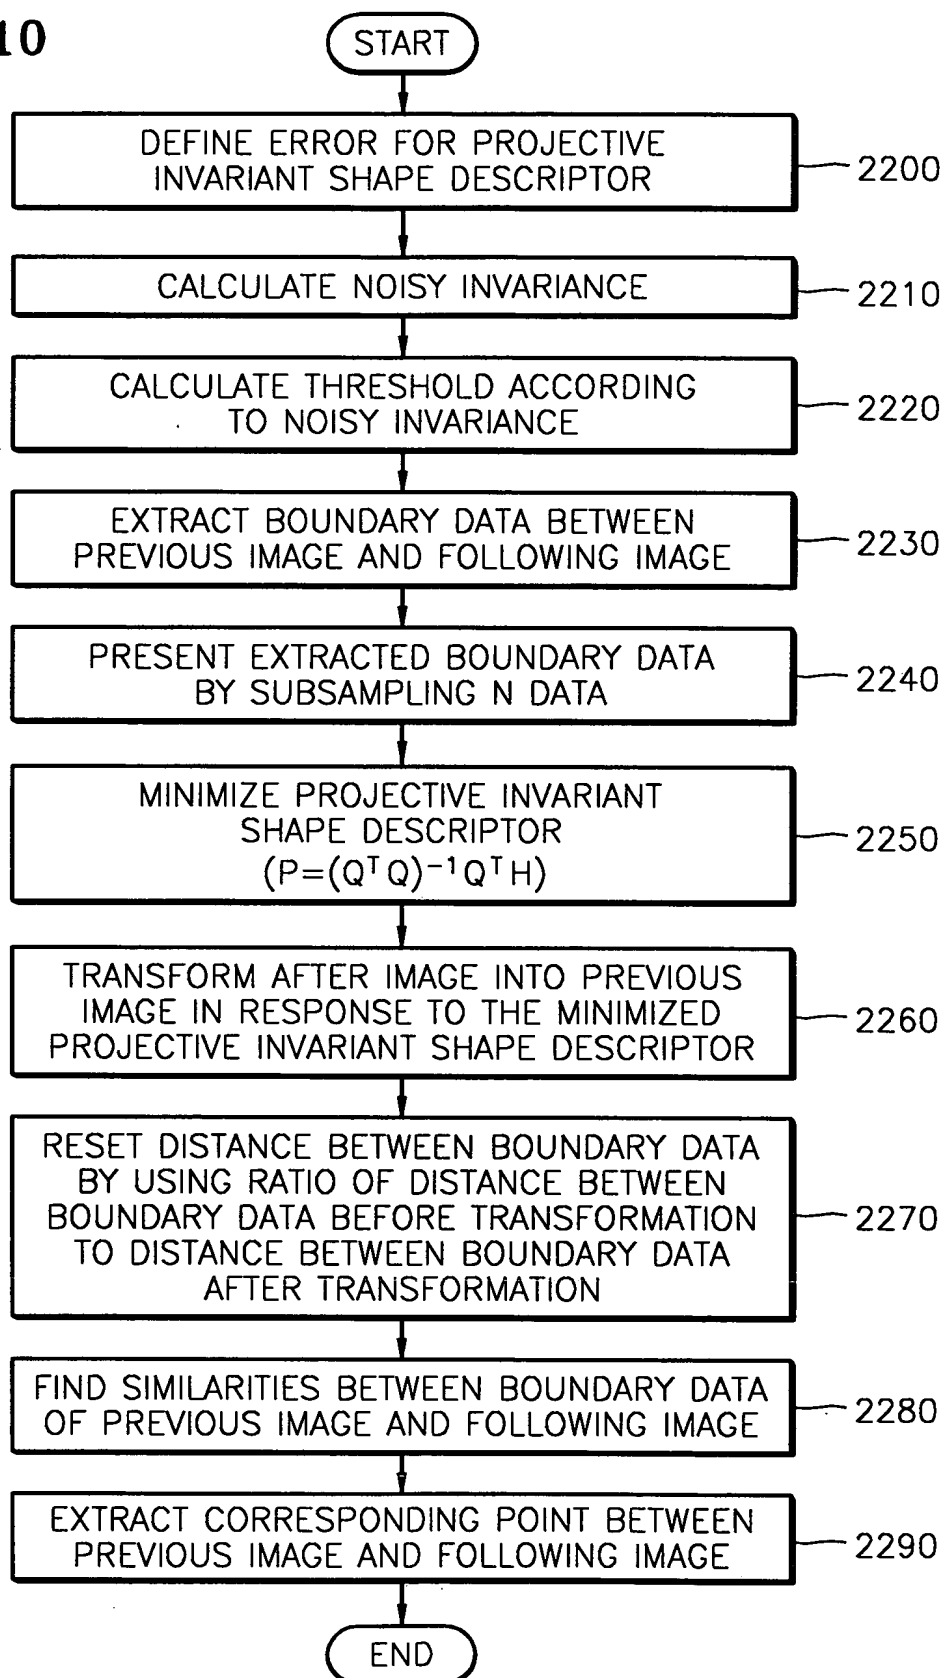 10
START
DEFINE ERROR FOR PROJECTIVE
INVARIANT SHAPE DESCRIPTOR
2200
CALCULATE NOISY INVARIANCE
2210
CALCULATE THRESHOLD ACCORDING
TO NOISY INVARIANCE
2220
EXTRACT BOUNDARY DATA BETWEEN
PREVIOUS IMAGE AND FOLLOWING IMAGE
2230
PRESENT EXTRACTED BOUNDARY DATA
BY SUBSAMPLING N DATA
2240
MINIMIZE PROJECTIVE INVARIANT
SHAPE DESCRIPTOR
(P=(QᵀQ)⁻¹QᵀH)
2250
TRANSFORM AFTER IMAGE INTO PREVIOUS
IMAGE IN RESPONSE TO THE MINIMIZED
PROJECTIVE INVARIANT SHAPE DESCRIPTOR
2260
RESET DISTANCE BETWEEN BOUNDARY DATA
BY USING RATIO OF DISTANCE BETWEEN
BOUNDARY DATA BEFORE TRANSFORMATION
TO DISTANCE BETWEEN BOUNDARY DATA
AFTER TRANSFORMATION
2270
FIND SIMILARITIES BETWEEN BOUNDARY DATA
OF PREVIOUS IMAGE AND FOLLOWING IMAGE
2280
EXTRACT CORRESPONDING POINT BETWEEN
PREVIOUS IMAGE AND FOLLOWING IMAGE
2290
END